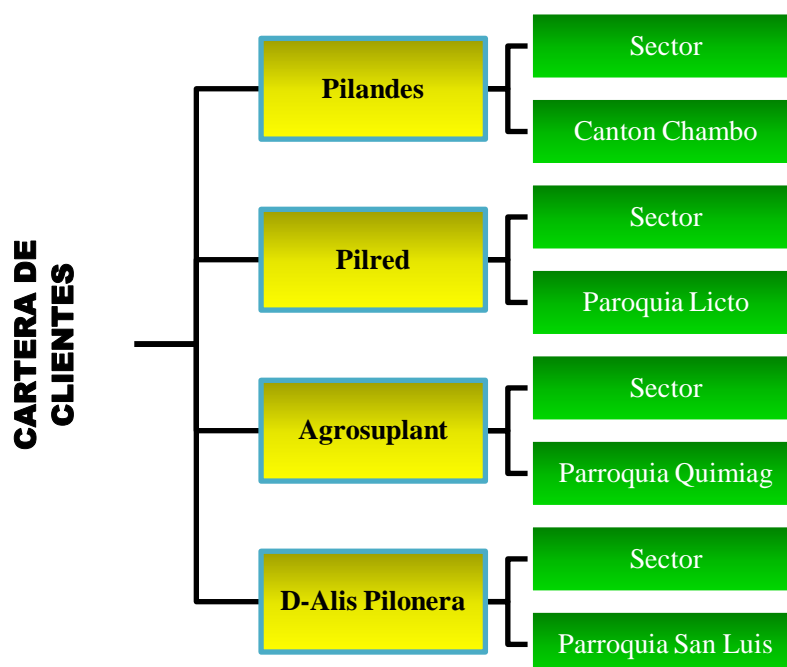 CARTERA DE
CLIENTES
Pilandes
Sector
Canton Chambo
Pilred
Sector
Paroquia Licto
Agrosuplant
Sector
Parroquia Quimiag
D-Alis Pilonera
Sector
Parroquia San Luis